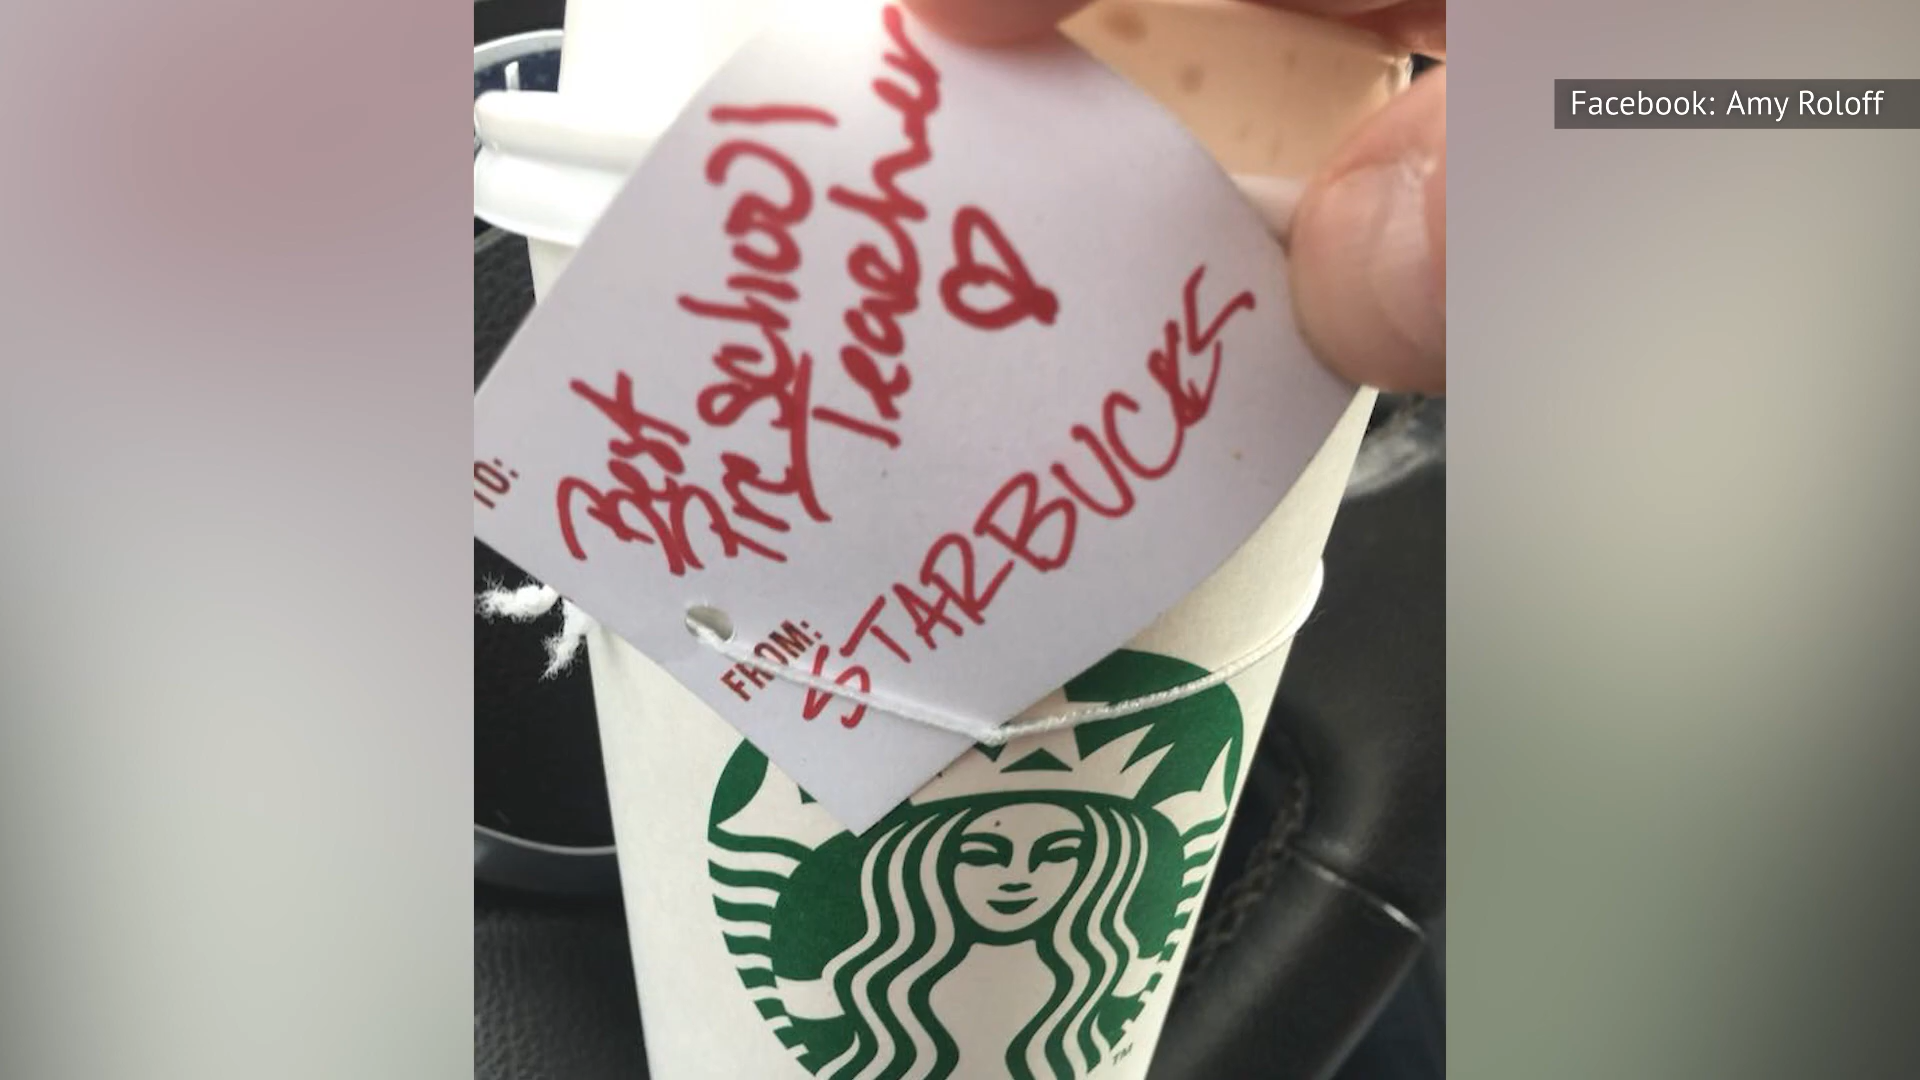 Facebook: Amy Roloff
TO:
Best
Preschool
Teacher
FROM:
STARBUCKS
TM